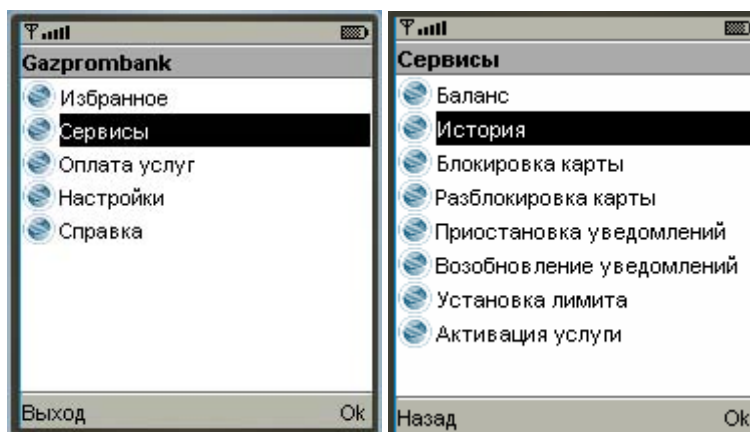 Gazprombank
Избранное
Сервисы
Оплата услуг
Настройки
Справка
Выход
Ok
Сервисы
Баланс
История
Блокировка карты
Разблокировка карты
Приостановка уведомлений
Возобновление уведомлений
Установка лимита
Активация услуги
Назад
Ok